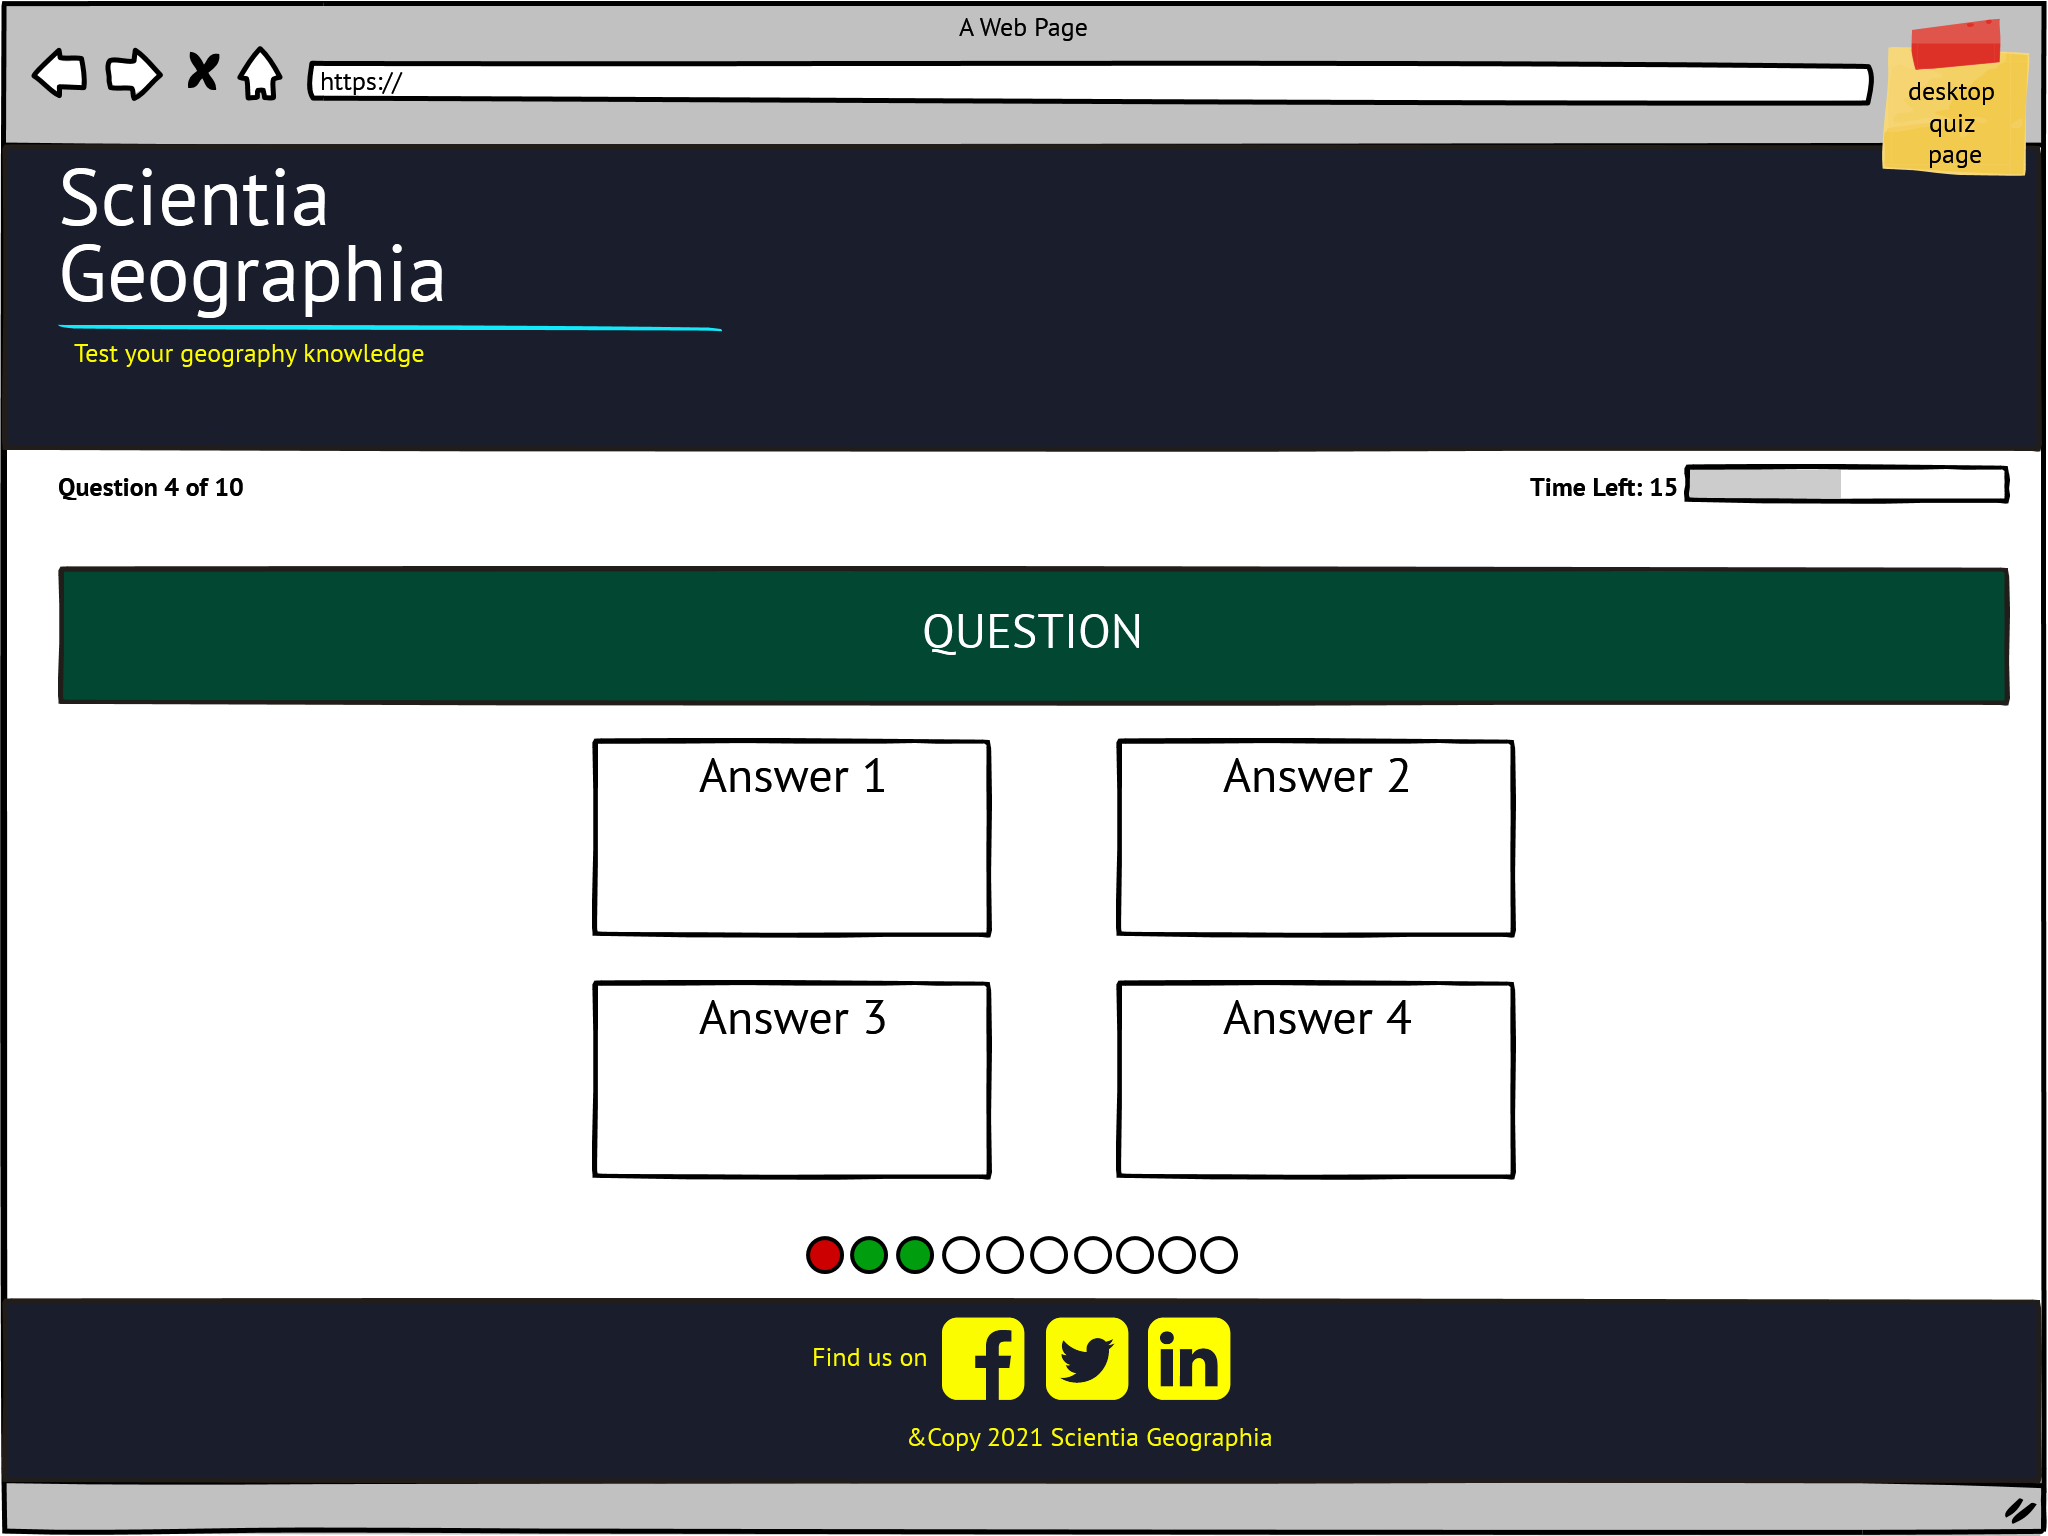 A Web Page
https://
desktop
quiz
page
Scientia
Geographia
Test your geography knowledge
Question 4 of 10
Time Left: 15
QUESTION
Answer 1
Answer 2
Answer 3
Answer 4
Find us on
&Copy 2021 Scientia Geographia